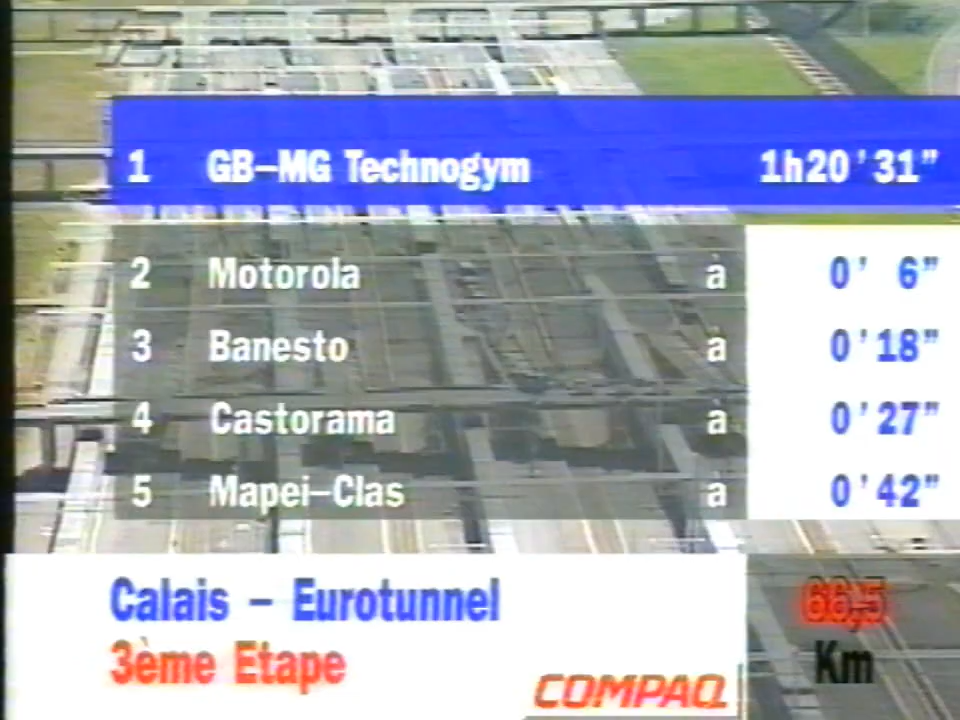 1 GB–MG Technogym 1h20'31"
2 Motorola à 0' 6"
3 Banesto à 0'18"
4 Castorama à 0'27"
5 Mapei–Clas à 0'42"
Calais – Eurotunnel
66,5
3ème Etape
Km
COMPAQ